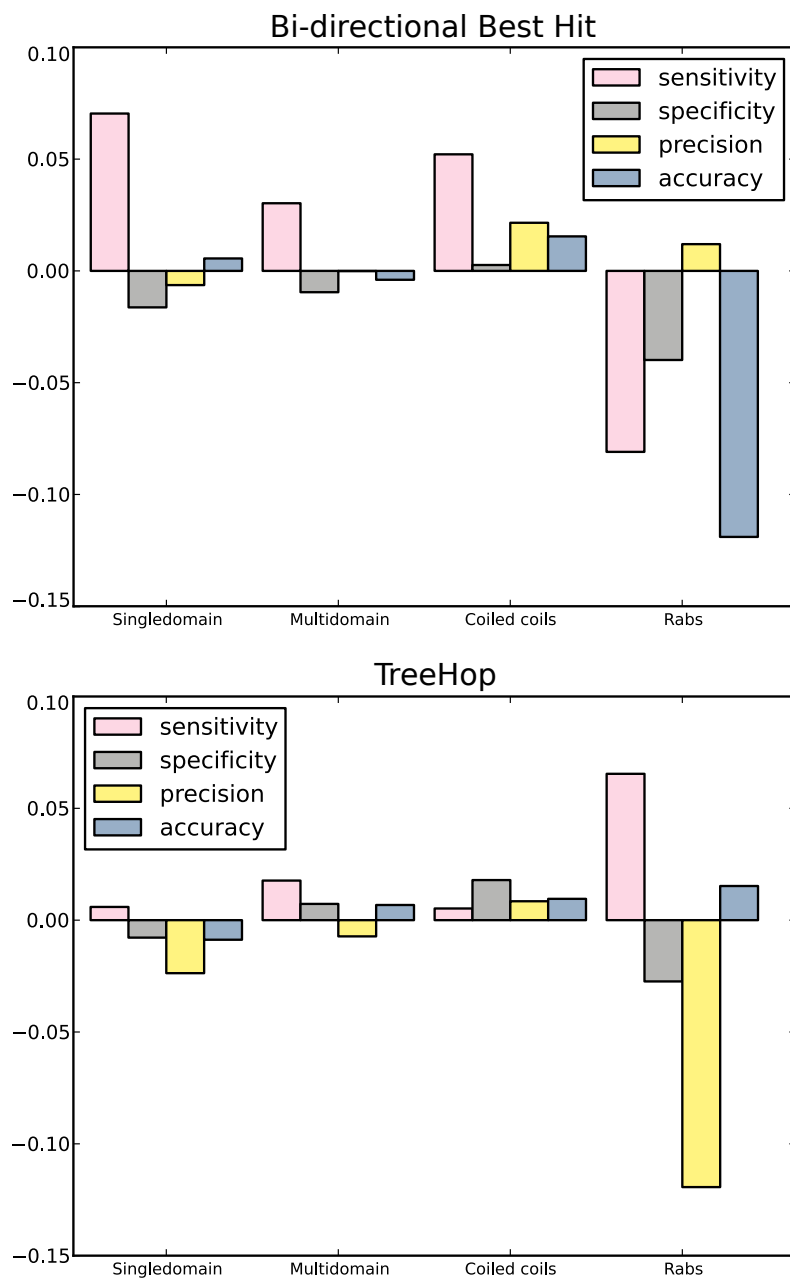 Bi-directional Best Hit
0.10
sensitivity
specificity
precision
accuracy
0.05
0.00
−0.05
−0.10
−0.15
Singledomain Multidomain Coiled coils Rabs
TreeHop
0.10
sensitivity
specificity
precision
accuracy
0.05
0.00
−0.05
−0.10
−0.15
Singledomain Multidomain Coiled coils Rabs